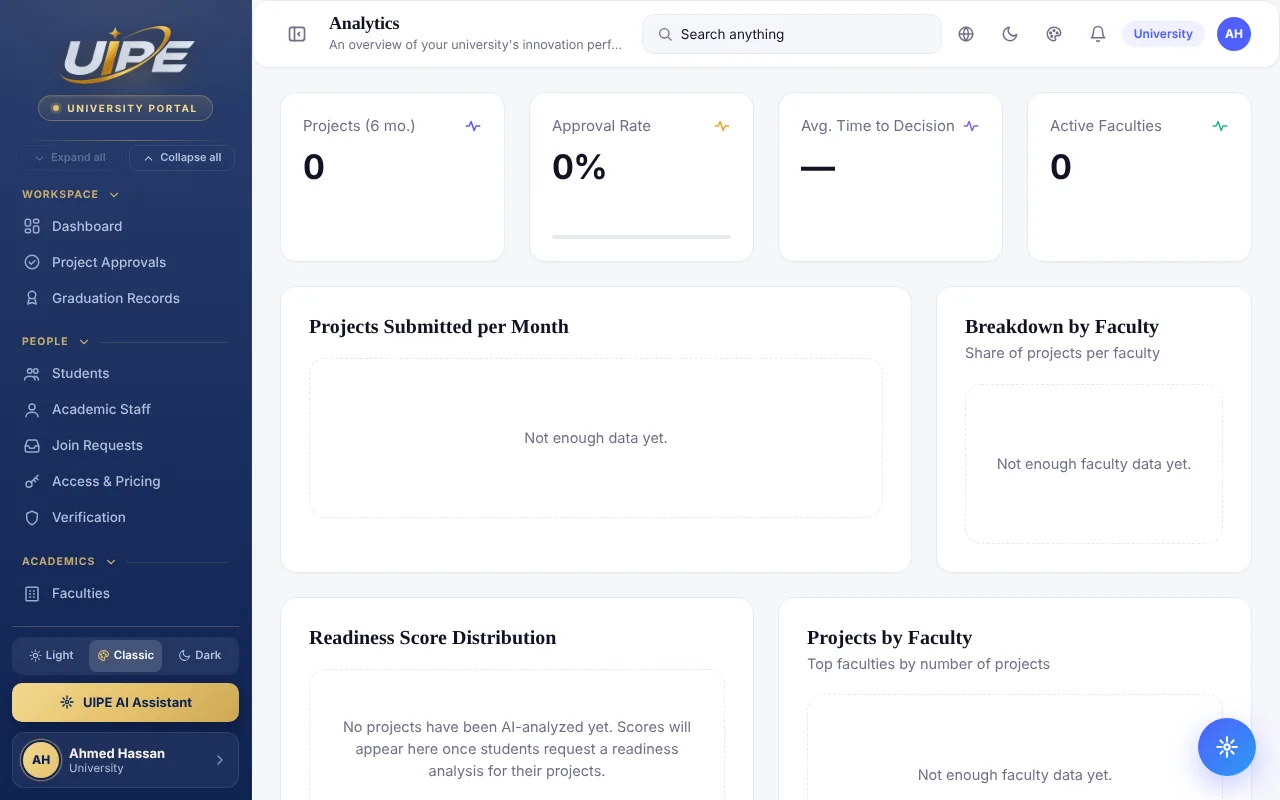 UIPE
UNIVERSITY PORTAL
Expand all
Collapse all
WORKSPACE
Dashboard
Project Approvals
Graduation Records
PEOPLE
Students
Academic Staff
Join Requests
Access & Pricing
Verification
ACADEMICS
Faculties
Light
Classic
Dark
UIPE AI Assistant
AH
Ahmed Hassan
University
Analytics
An overview of your university's innovation perf...
Search anything
University
AH
Projects (6 mo.)
0
Approval Rate
0%
Avg. Time to Decision
—
Active Faculties
0
Projects Submitted per Month
Not enough data yet.
Breakdown by Faculty
Share of projects per faculty
Not enough faculty data yet.
Readiness Score Distribution
No projects have been AI-analyzed yet. Scores will
appear here once students request a readiness
analysis for their projects.
Projects by Faculty
Top faculties by number of projects
Not enough faculty data yet.